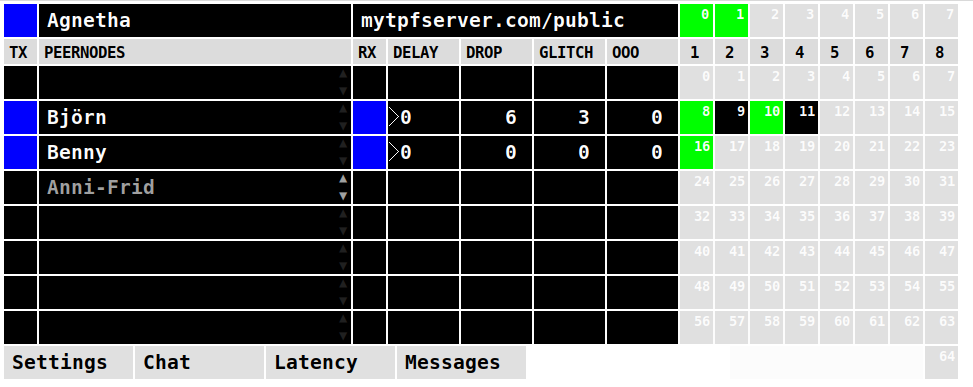 Agnetha mytpfserver.com/public 0 1 2 3 4 5 6 7
TX PEERNODES RX DELAY DROP GLITCH OOO 1 2 3 4 5 6 7 8
0 1 2 3 4 5 6 7
Björn >0 6 3 0 8 9 10 11 12 13 14 15
Benny >0 0 0 0 16 17 18 19 20 21 22 23
Anni-Frid 24 25 26 27 28 29 30 31
32 33 34 35 36 37 38 39
40 41 42 43 44 45 46 47
48 49 50 51 52 53 54 55
56 57 58 59 60 61 62 63
Settings Chat Latency Messages 64